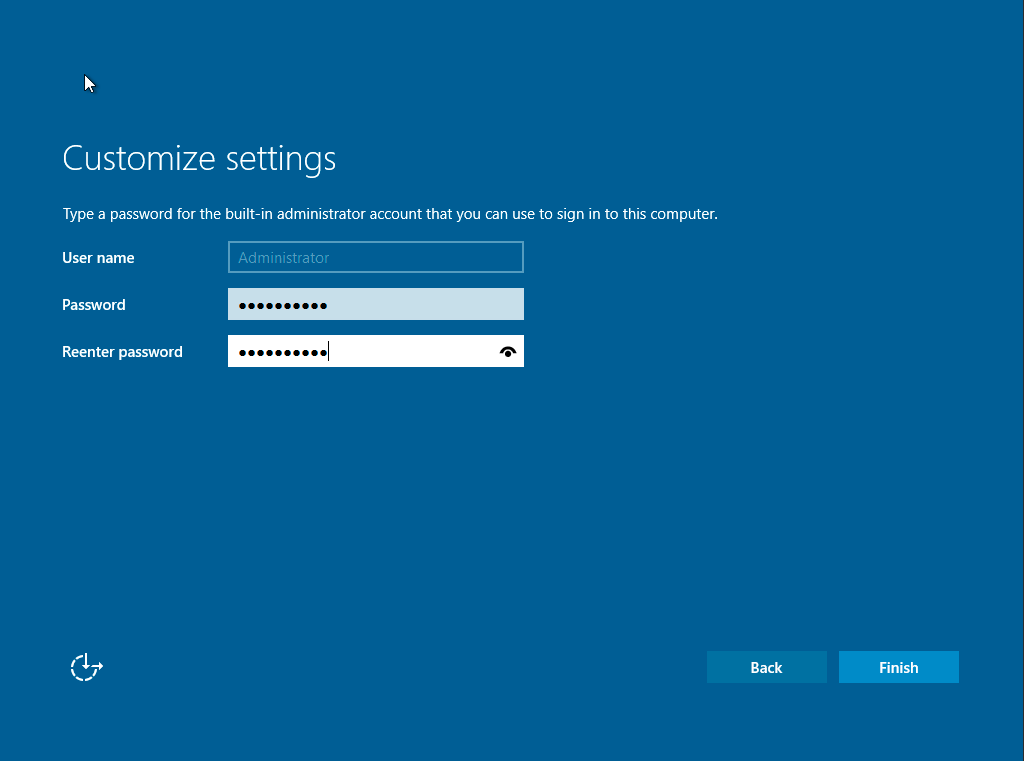 Customize settings
Type a password for the built-in administrator account that you can use to sign in to this computer.
User name Administrator
Password ●●●●●●●●●●
Reenter password ●●●●●●●●●●
Back Finish